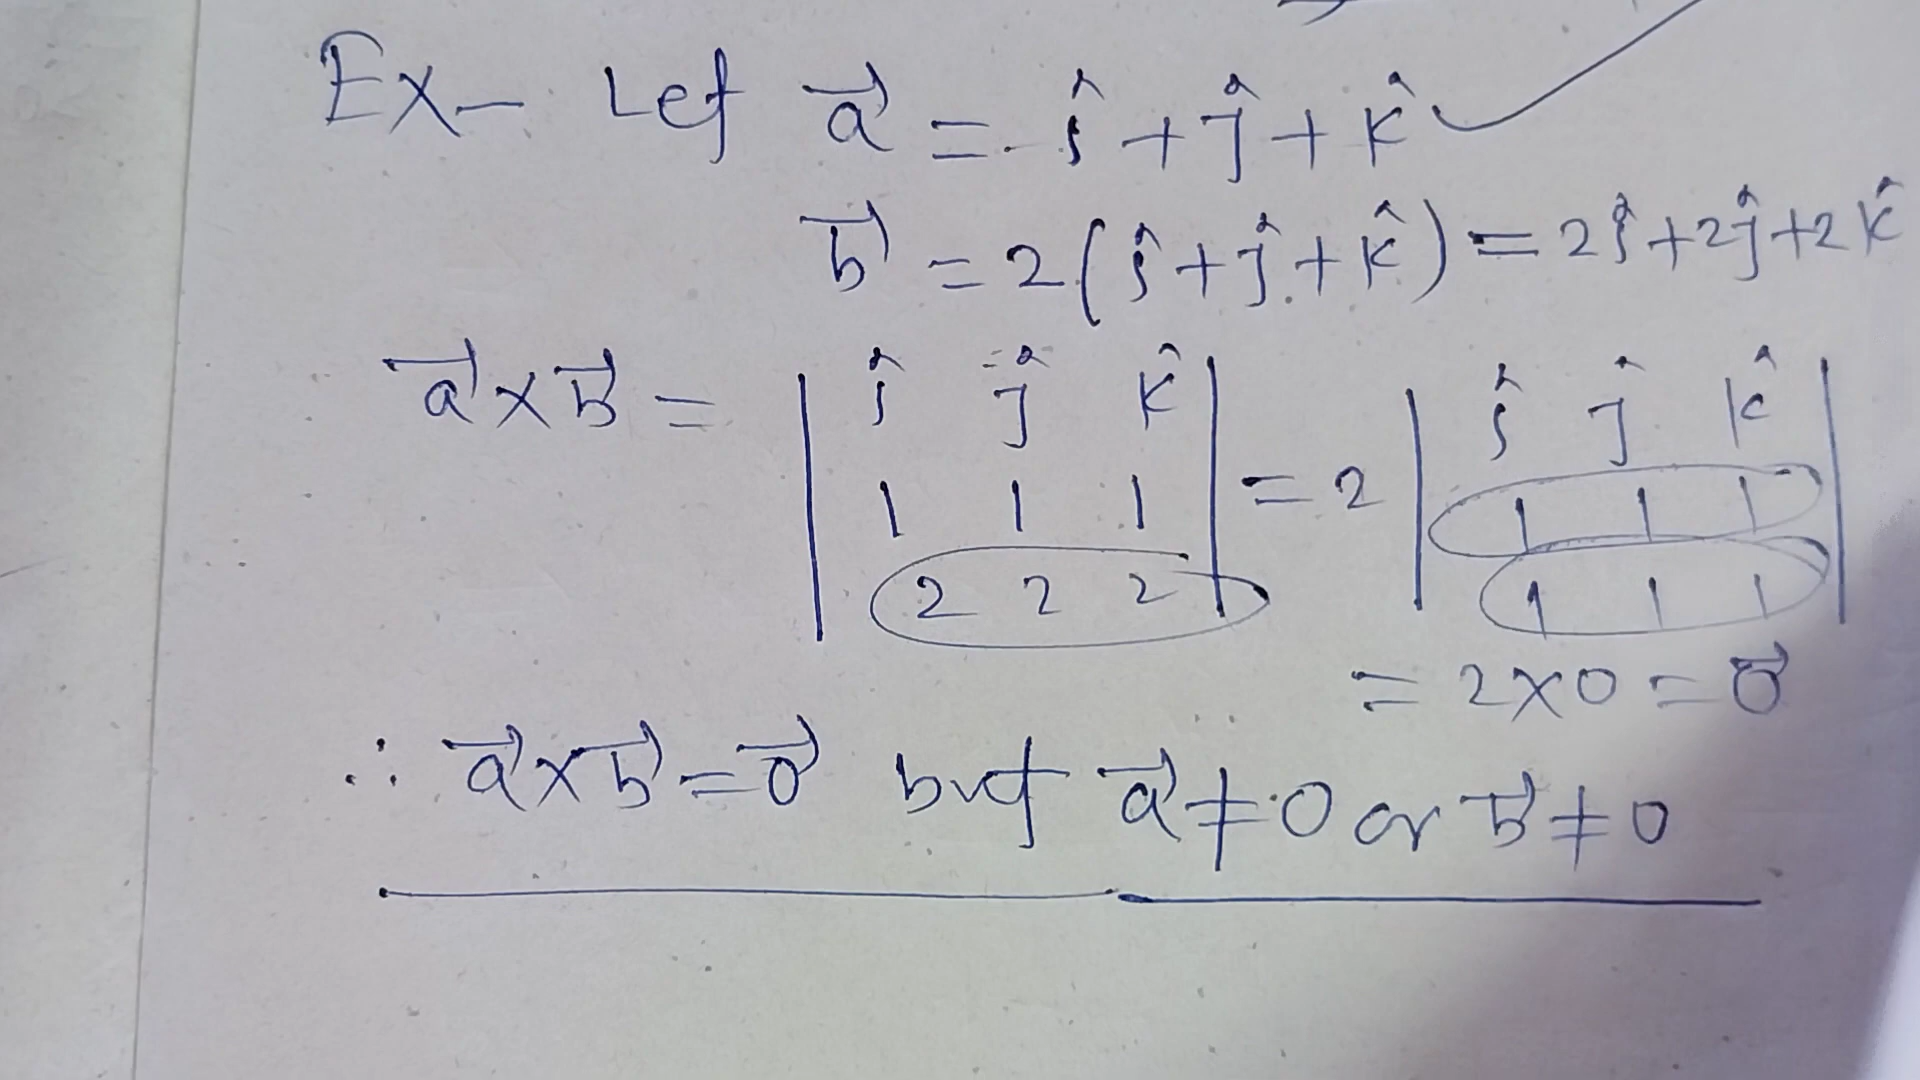 Ex- Let a⃗ = î + ĵ + k̂
b⃗ = 2(î + ĵ + k̂) = 2î + 2ĵ + 2k̂
a⃗ × b⃗ = | î ĵ k̂ | = 2 | î ĵ k̂ |
| 1 1 1 | | 1 1 1 |
| 2 2 2 | | 1 1 1 |
= 2 × 0 = 0⃗
∴ a⃗ × b⃗ = 0⃗ but a⃗ ≠ 0 or b⃗ ≠ 0